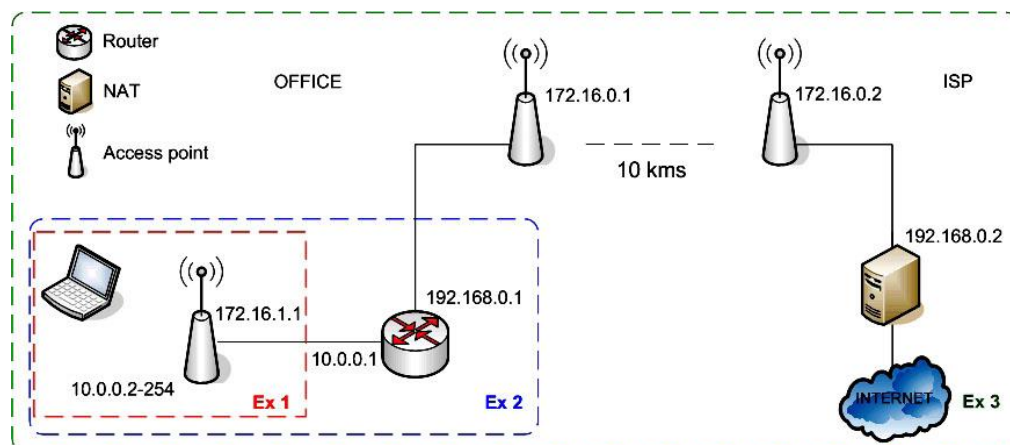 Router
NAT
Access point
OFFICE
ISP
172.16.0.1
172.16.0.2
10 kms
192.168.0.2
192.168.0.1
172.16.1.1
10.0.0.1
10.0.0.2-254
Ex 1
Ex 2
INTERNET
Ex 3